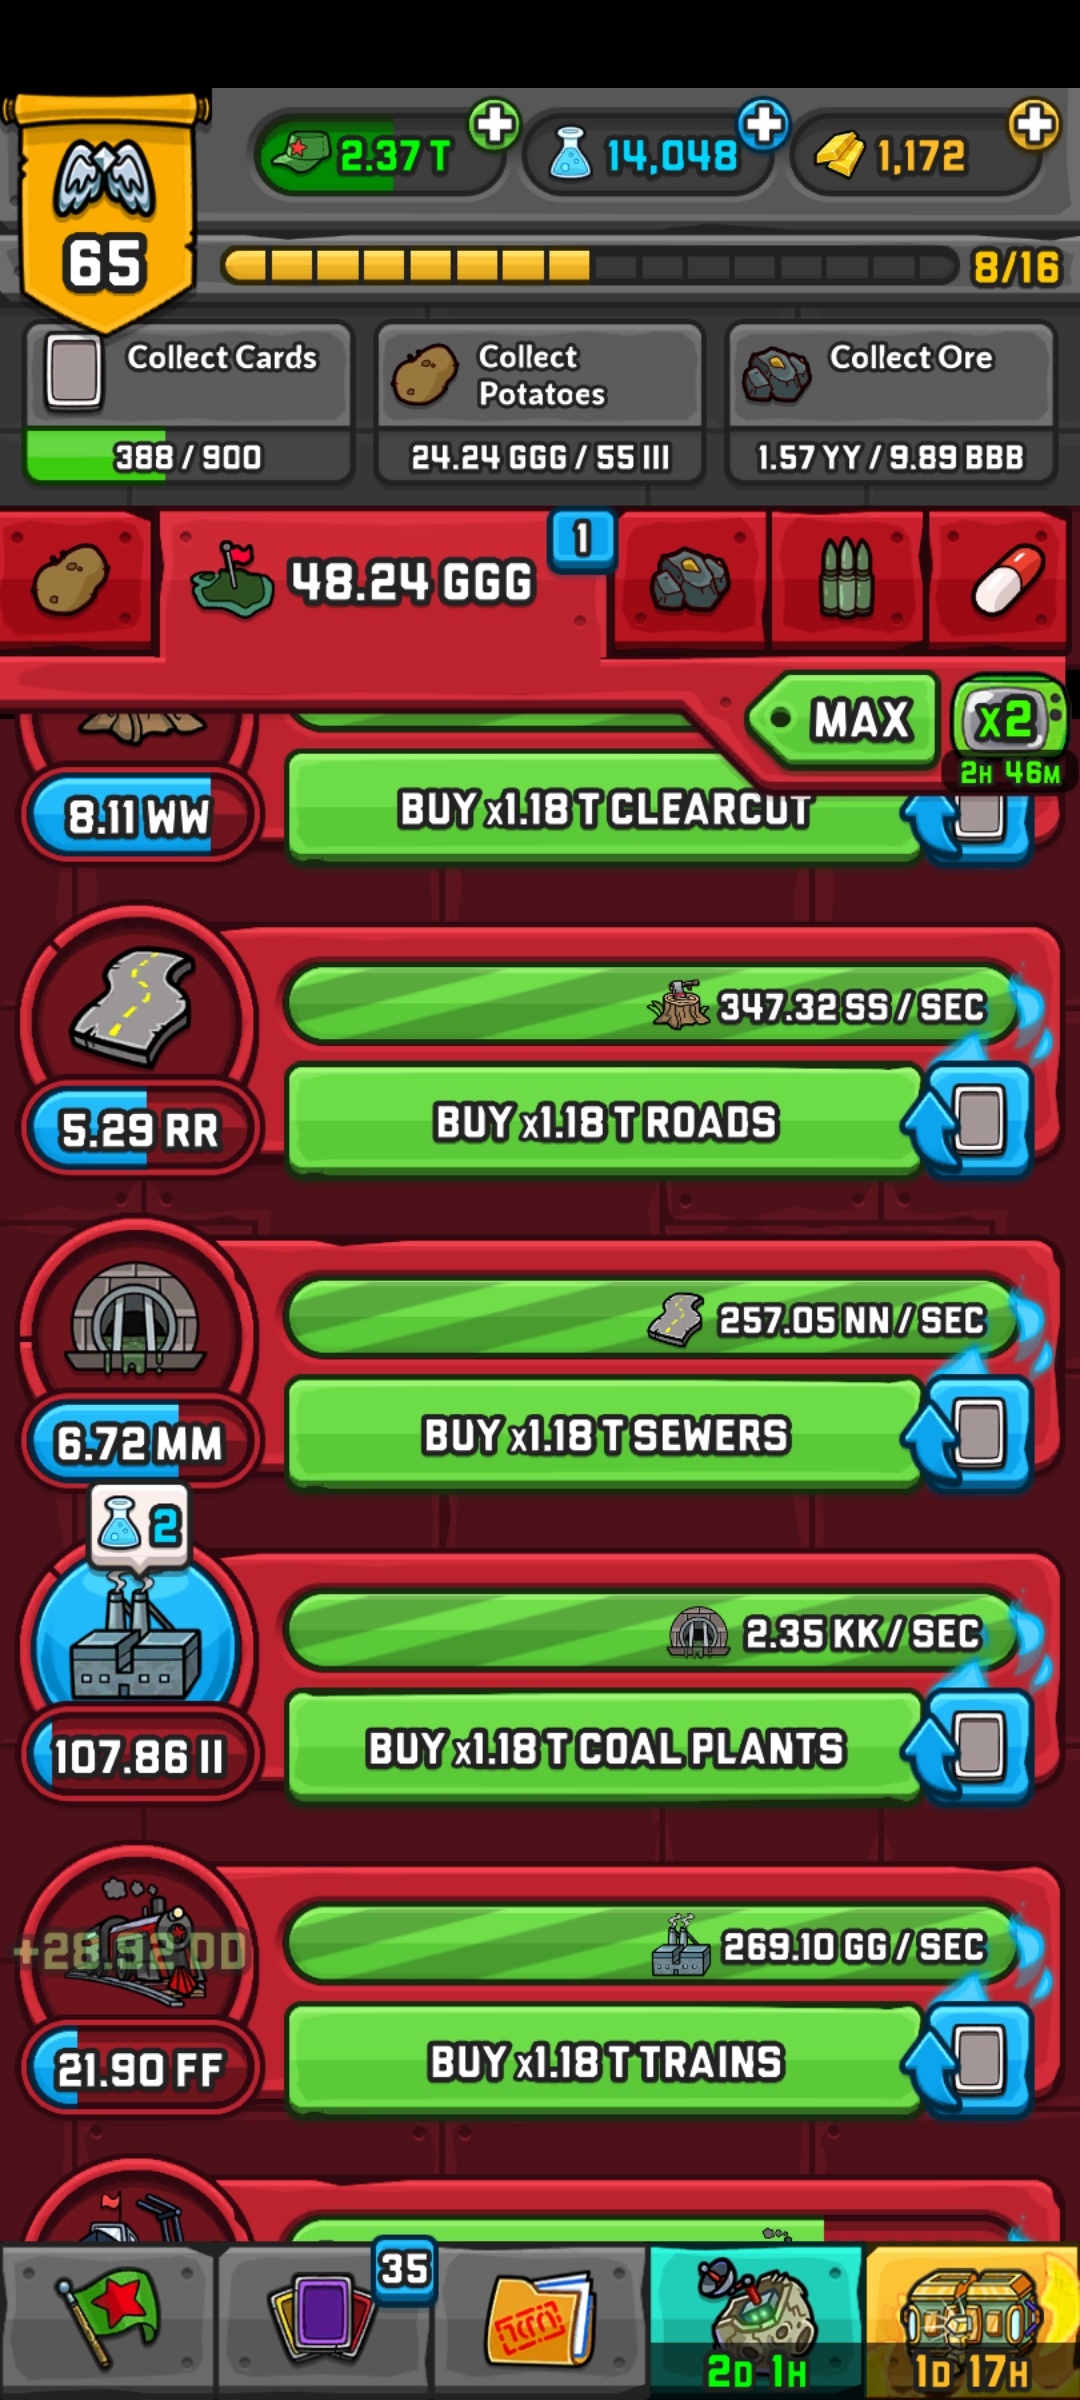 2.37 T
14,048
1,172
65
8/16
Collect Cards
388 / 900
Collect
Potatoes
24.24 GGG / 55 III
Collect Ore
1.57 YY / 9.89 BBB
48.24 GGG
1
MAX
x2
2H 46M
8.11 WW
BUY x1.18 T CLEARCUT
347.32 SS / SEC
5.29 RR
BUY x1.18 T ROADS
257.05 NN / SEC
6.72 MM
BUY x1.18 T SEWERS
2
2.35 KK / SEC
107.86 II
BUY x1.18 T COAL PLANTS
269.10 GG / SEC
21.90 FF
BUY x1.18 T TRAINS
35
2D 1H
1D 17H